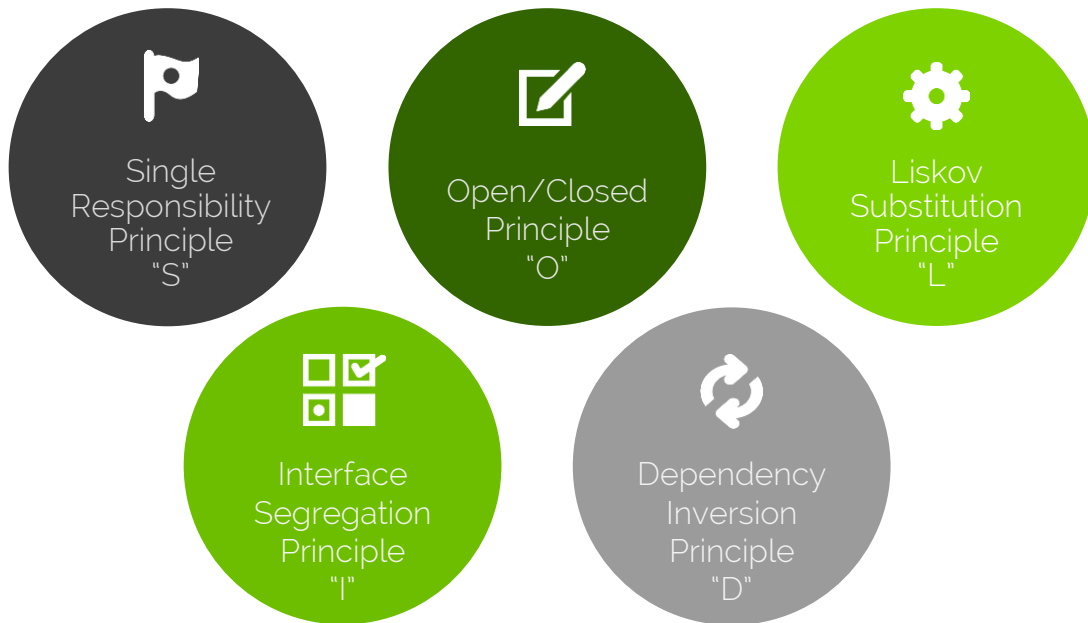 Single
Responsibility
Principle
“S”
Open/Closed
Principle
“O”
Liskov
Substitution
Principle
“L”
Interface
Segregation
Principle
“I”
Dependency
Inversion
Principle
“D”